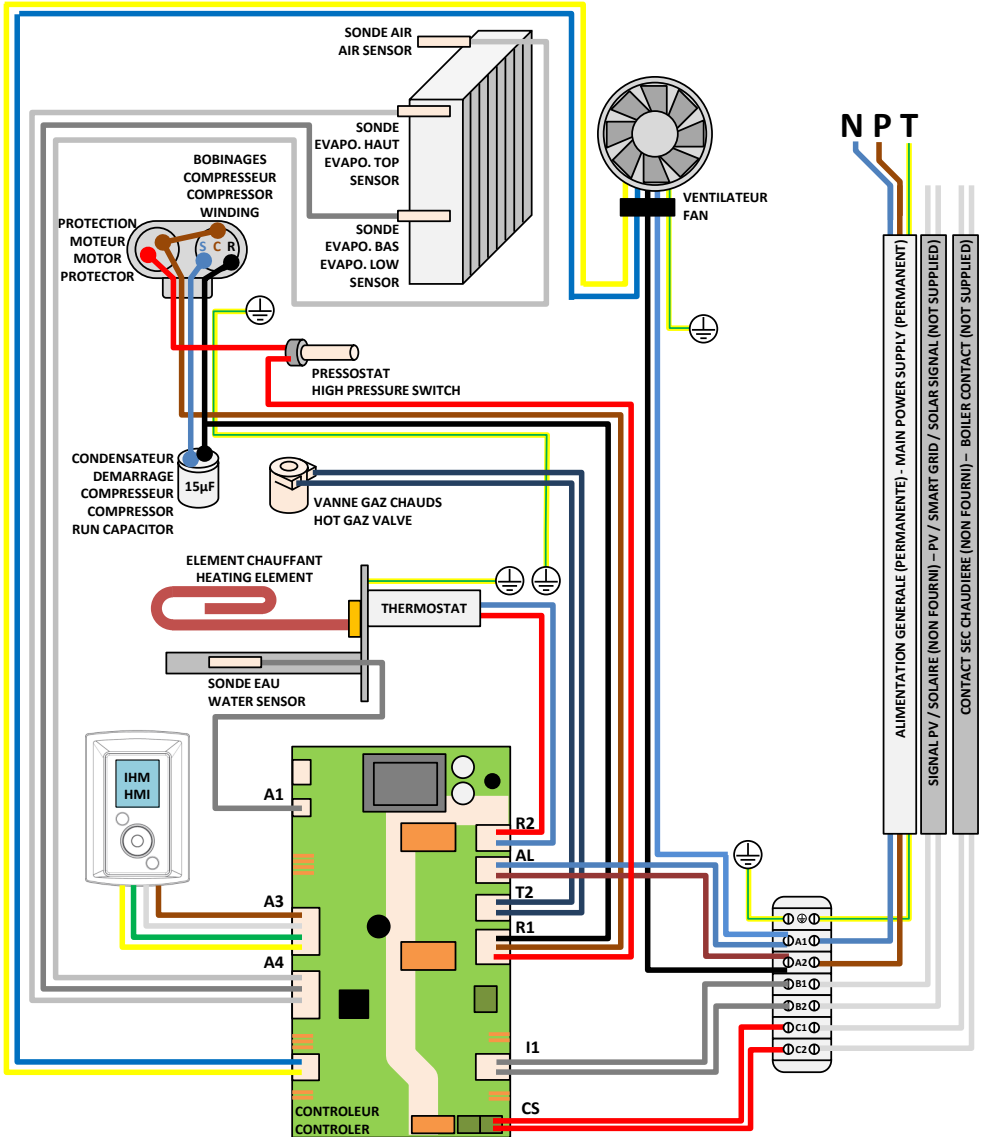 SONDE AIR
AIR SENSOR
SONDE
EVAPO. HAUT
EVAPO. TOP
SENSOR
SONDE
EVAPO. BAS
EVAPO. LOW
SENSOR
VENTILATEUR
FAN
N P T
BOBINAGES
COMPRESSEUR
COMPRESSOR
WINDING
PROTECTION
MOTEUR
MOTOR
PROTECTOR
S C R
PRESSOSTAT
HIGH PRESSURE SWITCH
CONDENSATEUR
DEMARRAGE
COMPRESSEUR
COMPRESSOR
RUN CAPACITOR
15µF
VANNE GAZ CHAUDS
HOT GAZ VALVE
ELEMENT CHAUFFANT
HEATING ELEMENT
THERMOSTAT
SONDE EAU
WATER SENSOR
IHM
HMI
A1
A3
A4
R2
AL
T2
R1
I1
CS
CONTROLEUR
CONTROLER
A1
A2
B1
B2
C1
C2
ALIMENTATION GENERALE (PERMANENTE) - MAIN POWER SUPPLY (PERMANENT)
SIGNAL PV / SOLAIRE (NON FOURNI) – PV / SMART GRID / SOLAR SIGNAL (NOT SUPPLIED)
CONTACT SEC CHAUDIERE (NON FOURNI) – BOILER CONTACT (NOT SUPPLIED)